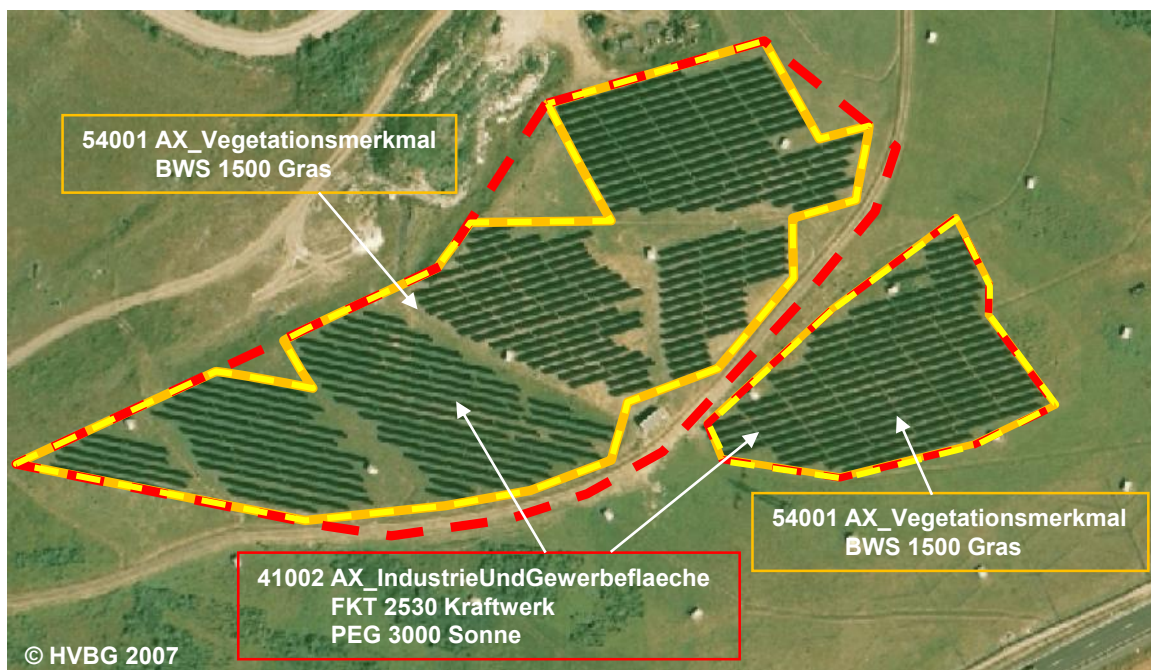 54001 AX_Vegetationsmerkmal
BWS 1500 Gras
54001 AX_Vegetationsmerkmal
BWS 1500 Gras
41002 AX_IndustrieUndGewerbeflaeche
FKT 2530 Kraftwerk
PEG 3000 Sonne
© HVBG 2007